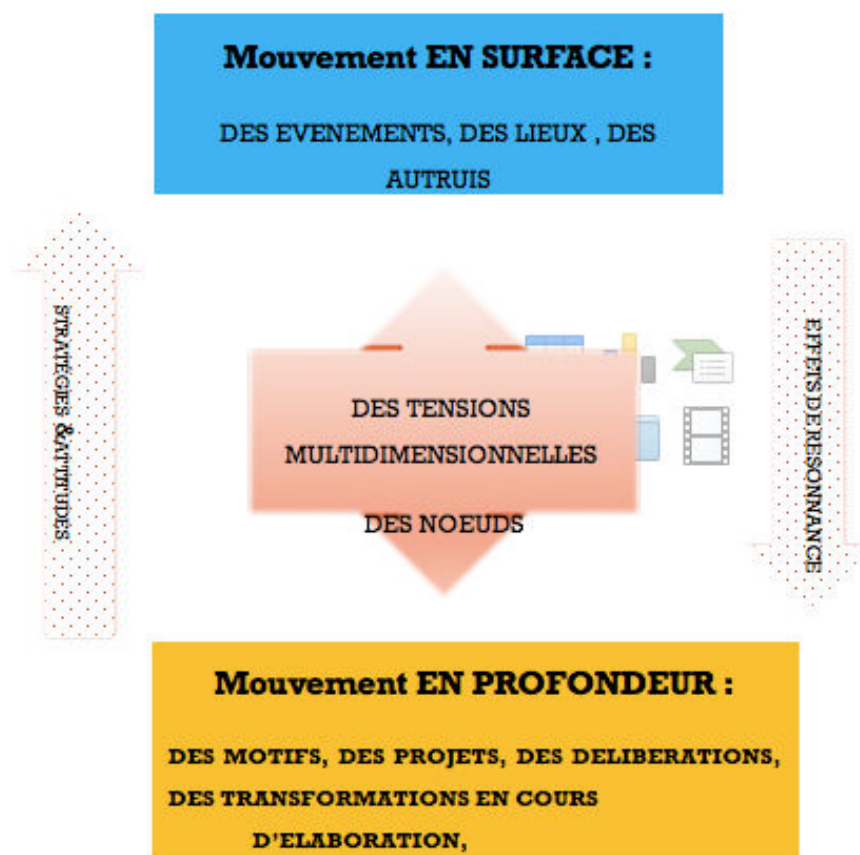 Mouvement EN SURFACE :
DES EVENEMENTS, DES LIEUX , DES
AUTRUIS
STRATÉGIES &ATTITUDES
DES TENSIONS
MULTIDIMENSIONNELLES
DES NOEUDS
EFFETS DE RESONNANCE
Mouvement EN PROFONDEUR :
DES MOTIFS, DES PROJETS, DES DELIBERATIONS,
DES TRANSFORMATIONS EN COURS
D’ELABORATION,